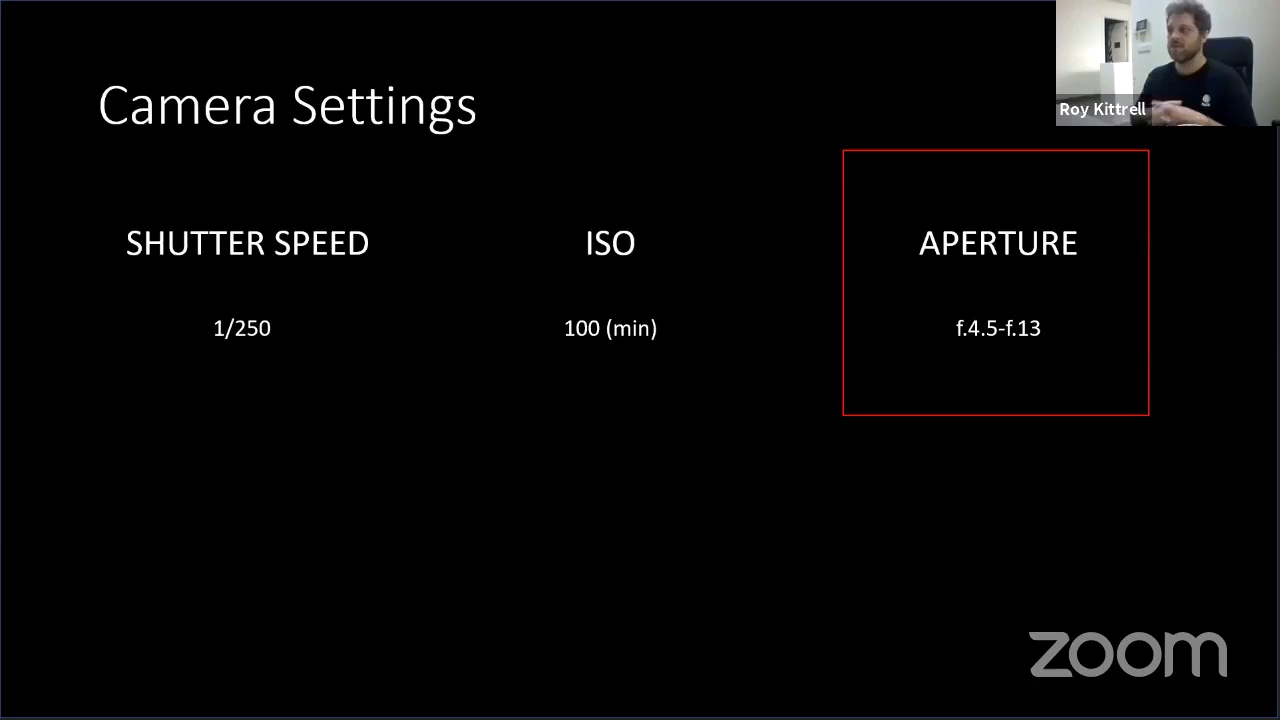 Camera Settings
Roy Kittrell
SHUTTER SPEED
ISO
APERTURE
1/250
100 (min)
f.4.5-f.13
zoom